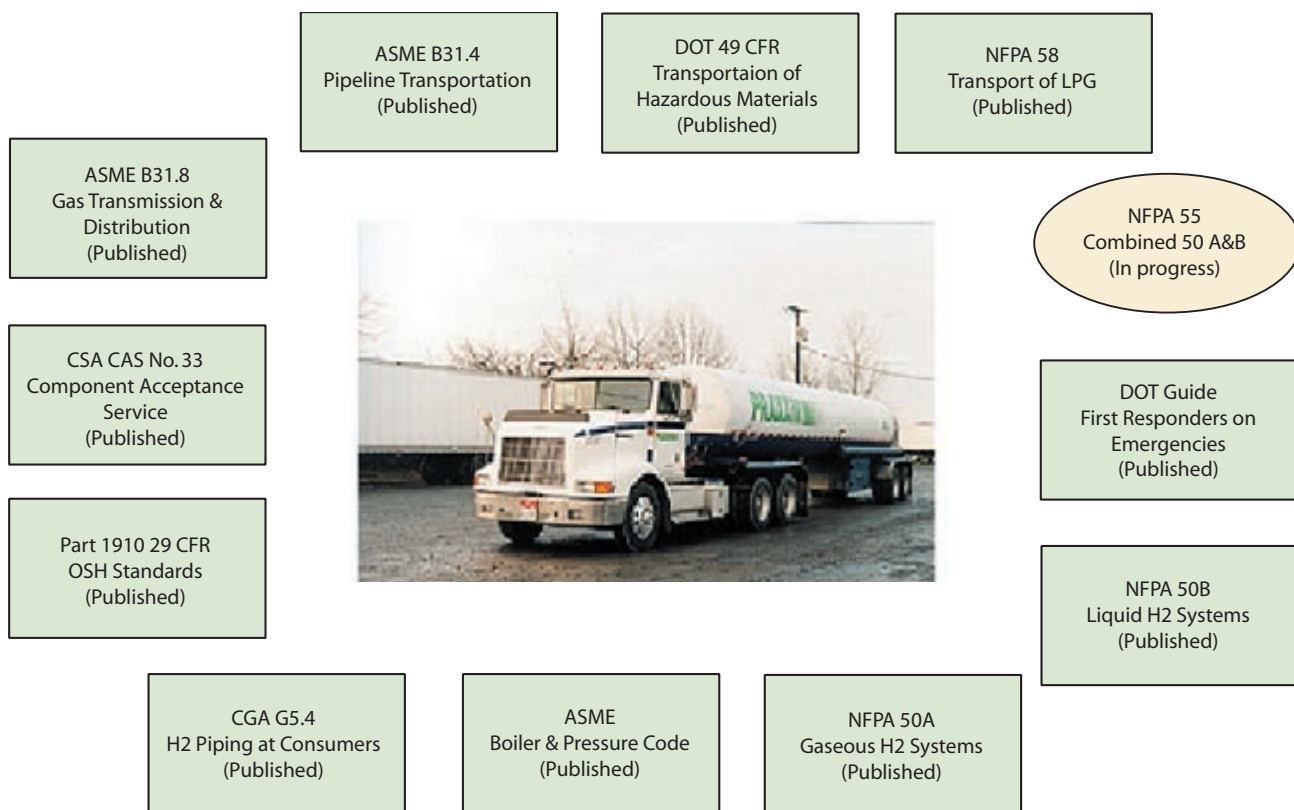 ASME B31.4
Pipeline Transportation
(Published)
DOT 49 CFR
Transportaion of
Hazardous Materials
(Published)
NFPA 58
Transport of LPG
(Published)
ASME B31.8
Gas Transmission &
Distribution
(Published)
NFPA 55
Combined 50 A&B
(In progress)
CSA CAS No. 33
Component Acceptance
Service
(Published)
DOT Guide
First Responders on
Emergencies
(Published)
Part 1910 29 CFR
OSH Standards
(Published)
NFPA 50B
Liquid H2 Systems
(Published)
CGA G5.4
H2 Piping at Consumers
(Published)
ASME
Boiler & Pressure Code
(Published)
NFPA 50A
Gaseous H2 Systems
(Published)